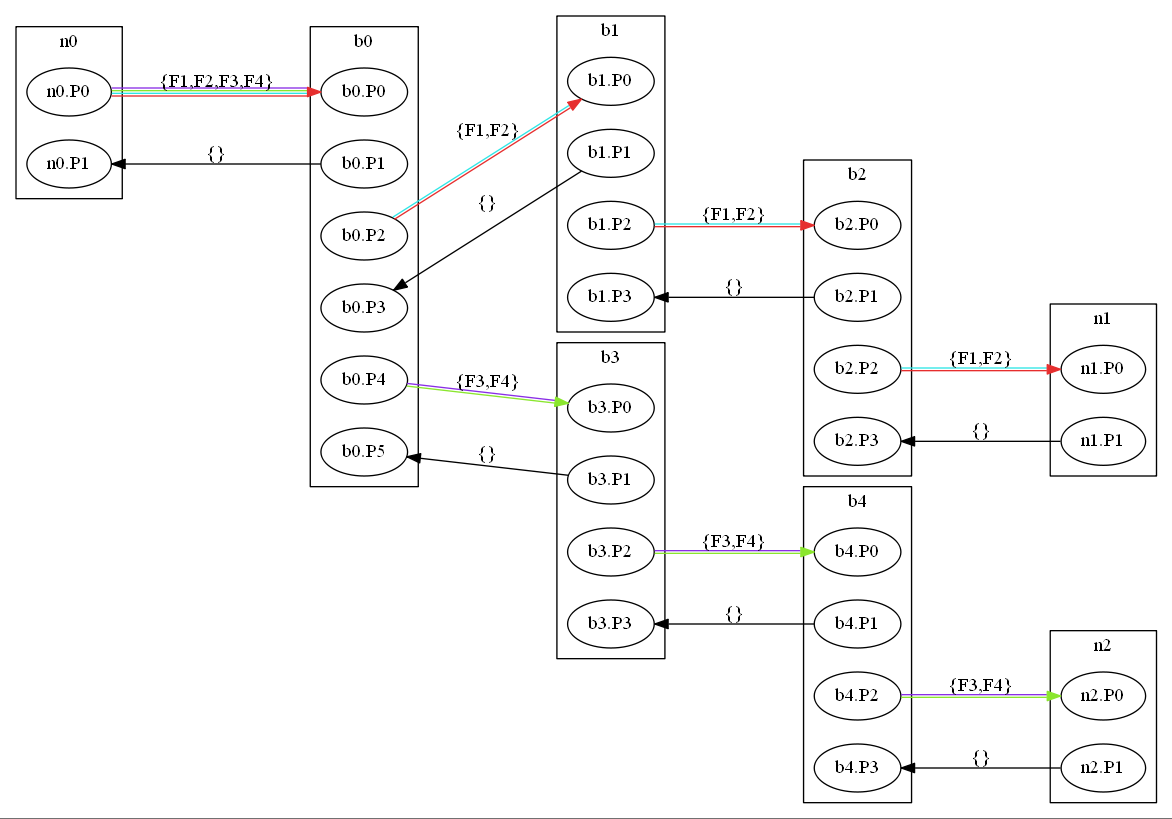 n0
n0.P0
n0.P1
{F1,F2,F3,F4}
{}
b0
b0.P0
b0.P1
b0.P2
b0.P3
b0.P4
b0.P5
{F1,F2}
{}
{F3,F4}
{}
b1
b1.P0
b1.P1
b1.P2
b1.P3
b3
b3.P0
b3.P1
b3.P2
b3.P3
{F1,F2}
{}
{F3,F4}
{}
b2
b2.P0
b2.P1
b2.P2
b2.P3
b4
b4.P0
b4.P1
b4.P2
b4.P3
{F1,F2}
{}
{F3,F4}
{}
n1
n1.P0
n1.P1
n2
n2.P0
n2.P1